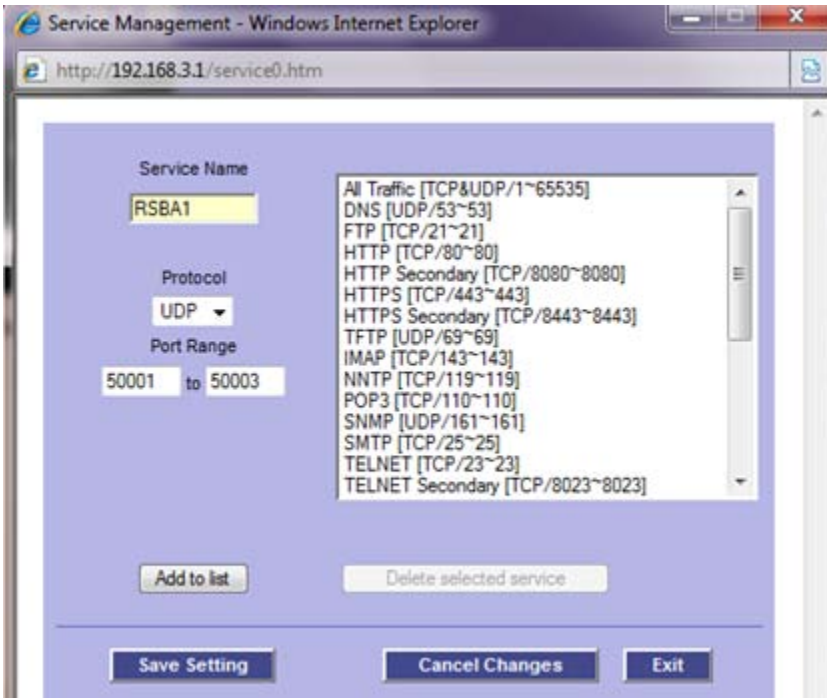 Service Management - Windows Internet Explorer
http://192.168.3.1/service0.htm
Service Name
RSBA1
Protocol
UDP
Port Range
50001 to 50003
All Traffic [TCP&UDP/1~65535]
DNS [UDP/53~53]
FTP [TCP/21~21]
HTTP [TCP/80~80]
HTTP Secondary [TCP/8080~8080]
HTTPS [TCP/443~443]
HTTPS Secondary [TCP/8443~8443]
TFTP [UDP/69~69]
IMAP [TCP/143~143]
NNTP [TCP/119~119]
POP3 [TCP/110~110]
SNMP [UDP/161~161]
SMTP [TCP/25~25]
TELNET [TCP/23~23]
TELNET Secondary [TCP/8023~8023]
Add to list
Delete selected service
Save Setting
Cancel Changes
Exit